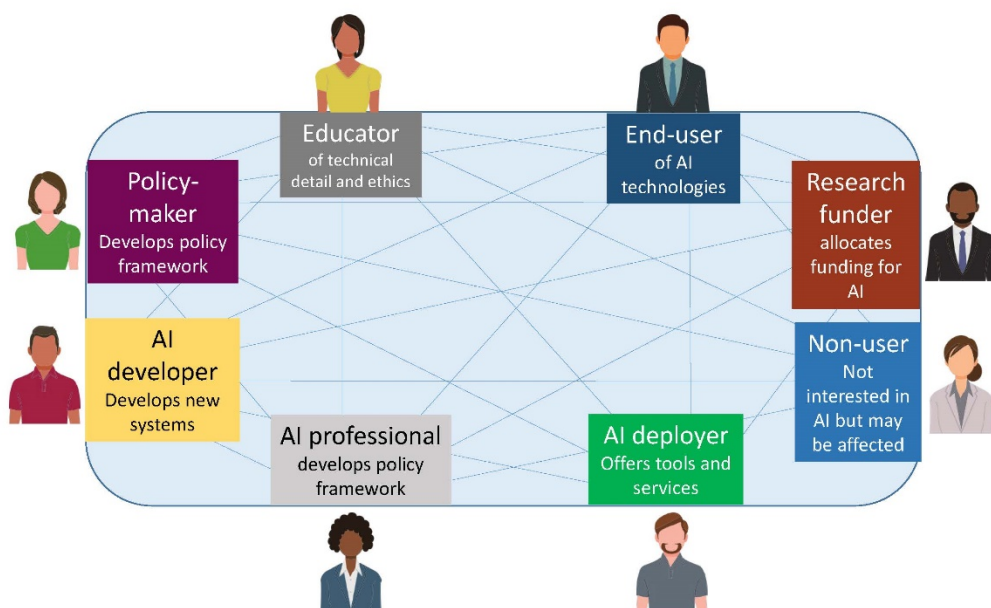 Educator
of technical
detail and ethics
End-user
of AI
technologies
Policy-
maker
Develops policy
framework
Research
funder
allocates
funding for
AI
AI
developer
Develops new
systems
Non-user
Not
interested in
AI but may
be affected
AI professional
develops policy
framework
AI deployer
Offers tools and
services